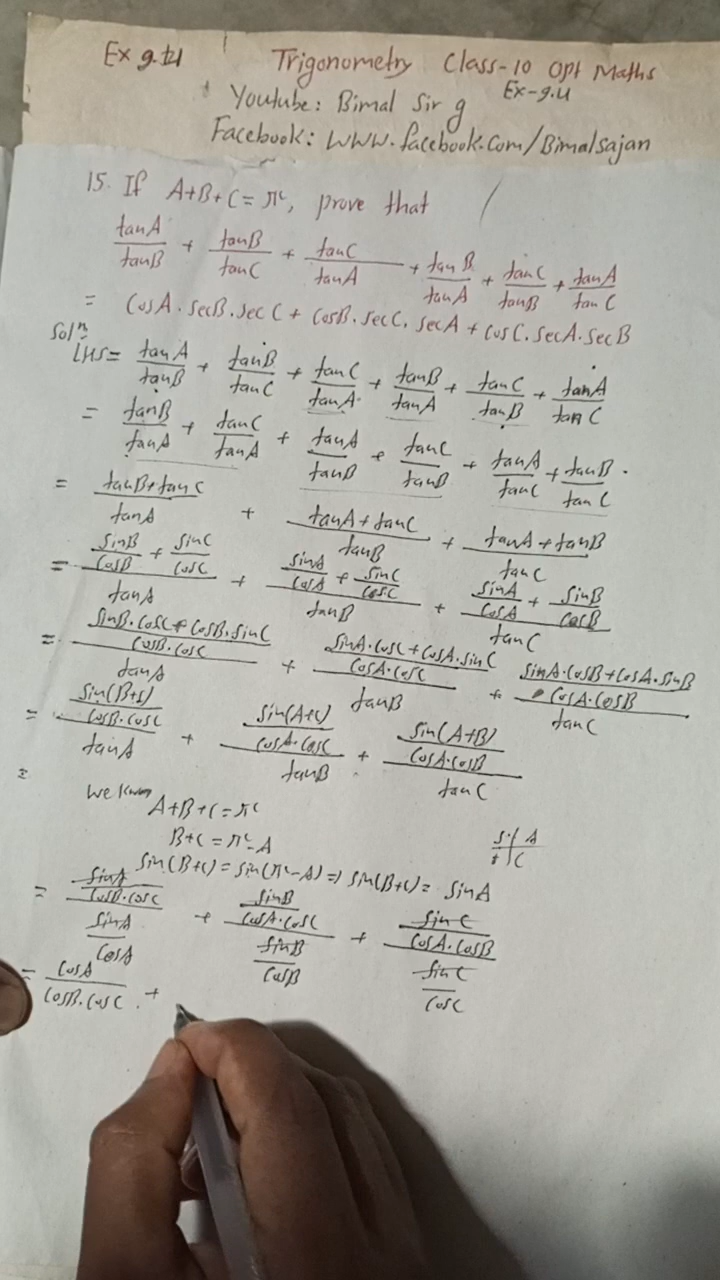 Ex 9.4 Trigonometry Class-10 Opt Maths
Ex-9.4
Youtube: Bimal Sir g
Facebook: WWW.facebook.Com/Bimalsajan
15. If A+B+C = πᶜ, prove that
tanA/tanB + tanB/tanC + tanC/tanA + tanB/tanA + tanC/tanB + tanA/tanC
= CosA . secB. sec C + CosB. secC. secA + cosC. secA. secB
Solⁿ
LHS = tanA/tanB + tanB/tanC + tanC/tanA + tanB/tanA + tanC/tanB + tanA/tanC
= tanB/tanA + tanC/tanA + tanA/tanB + tanC/tanB + tanA/tanC + tanB/tanC
= (tanB+tanC)/tanA + (tanA+tanC)/tanB + (tanA+tanB)/tanC
= (sinB/cosB + sinC/cosC)/tanA + (sinA/cosA + sinC/cosC)/tanB + (sinA/cosA + sinB/cosB)/tanC
= ((sinB.cosC+cosB.sinC)/(cosB.cosC))/tanA + ((sinA.cosC+cosA.sinC)/(cosA.cosC))/tanB + ((sinA.cosB+cosA.sinB)/(cosA.cosB))/tanC
= (sin(B+C)/(cosB.cosC))/tanA + (sin(A+C)/(cosA.cosC))/tanB + (sin(A+B)/(cosA.cosB))/tanC
=
We know
A+B+C = πᶜ
B+C = πᶜ-A
S A
t C
sin(B+C) = sin(πᶜ-A) => sin(B+C) = sinA
= (sinA/(cosB.cosC))/(sinA/cosA) + (sinB/(cosA.cosC))/(sinB/cosB) + (sinC/(cosA.cosB))/(sinC/cosC)
= cosA/(cosB.cosC) +